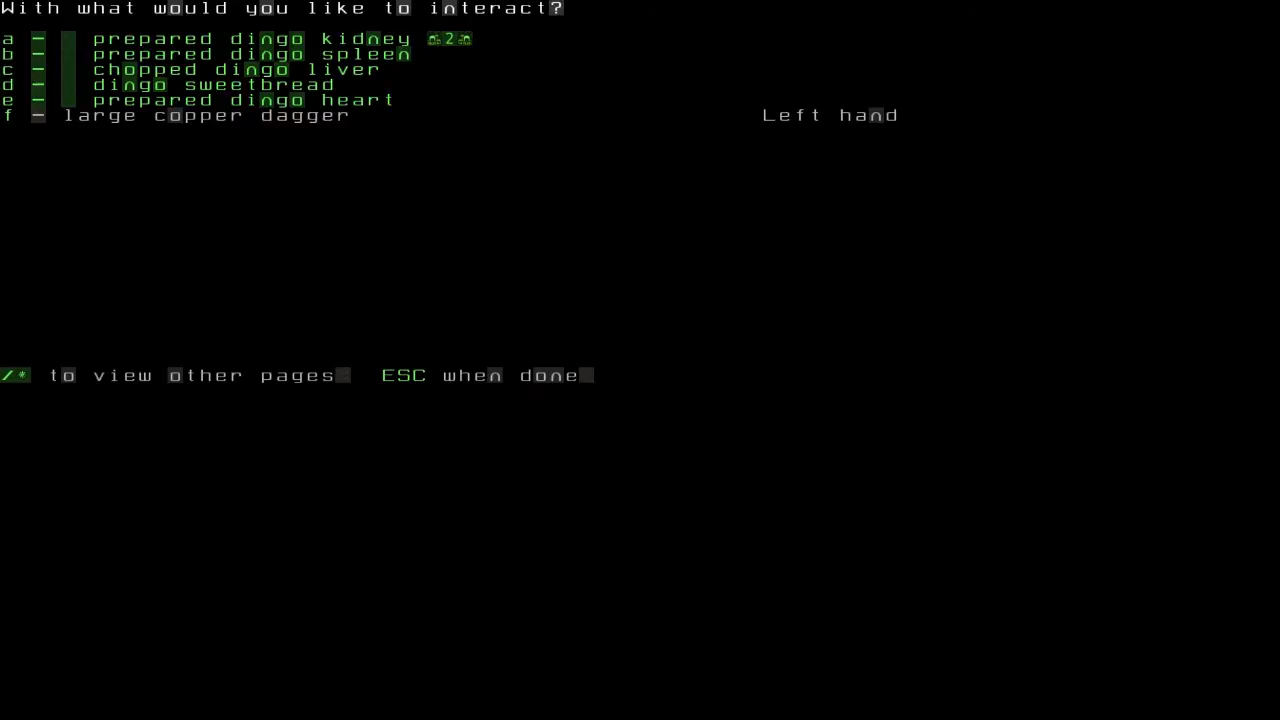 With what would you like to interact?
a - prepared dingo kidney 2
b - prepared dingo spleen
c - chopped dingo liver
d - dingo sweetbread
e - prepared dingo heart
f - large copper dagger Left hand
/* to view other pages ESC when done